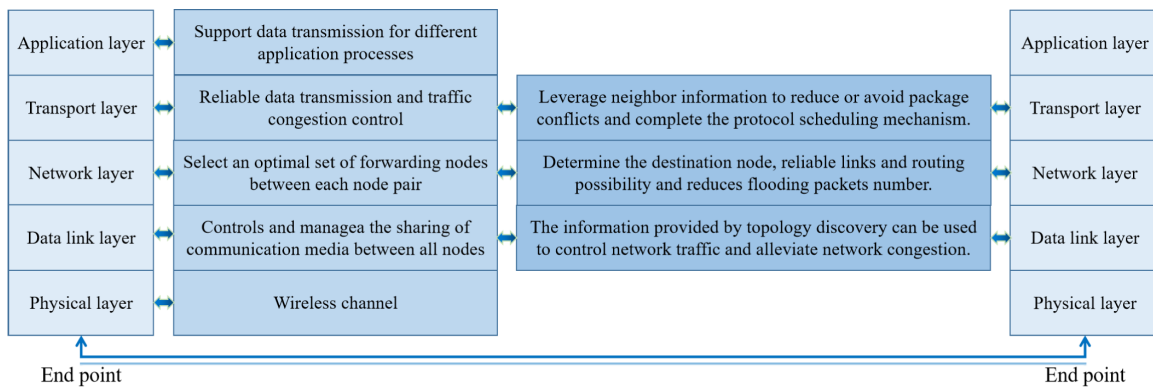 Application layer
Support data transmission for different
application processes
Application layer
Transport layer
Reliable data transmission and traffic
congestion control
Leverage neighbor information to reduce or avoid package
conflicts and complete the protocol scheduling mechanism.
Transport layer
Network layer
Select an optimal set of forwarding nodes
between each node pair
Determine the destination node, reliable links and routing
possibility and reduces flooding packets number.
Network layer
Data link layer
Controls and managea the sharing of
communication media between all nodes
The information provided by topology discovery can be used
to control network traffic and alleviate network congestion.
Data link layer
Physical layer
Wireless channel
Physical layer
End point
End point